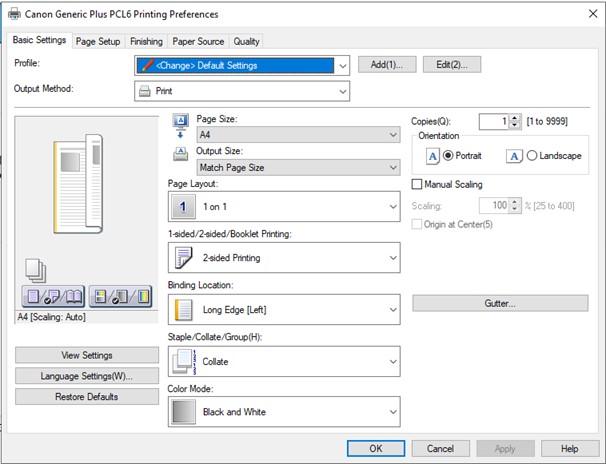 Canon Generic Plus PCL6 Printing Preferences
Basic Settings Page Setup Finishing Paper Source Quality
Profile: <Change> Default Settings Add(1)... Edit(2)...
Output Method: Print
Page Size:
A4
Output Size:
Match Page Size
Page Layout:
1 1 on 1
1-sided/2-sided/Booklet Printing:
2-sided Printing
Binding Location:
Long Edge [Left]
Staple/Collate/Group(H):
Collate
Color Mode:
Black and White
Copies(Q): 1 [1 to 9999]
Orientation
A Portrait A Landscape
Manual Scaling
Scaling: 100 % [25 to 400]
Origin at Center(5)
Gutter...
A4 [Scaling: Auto]
View Settings
Language Settings(W)...
Restore Defaults
OK Cancel Apply Help